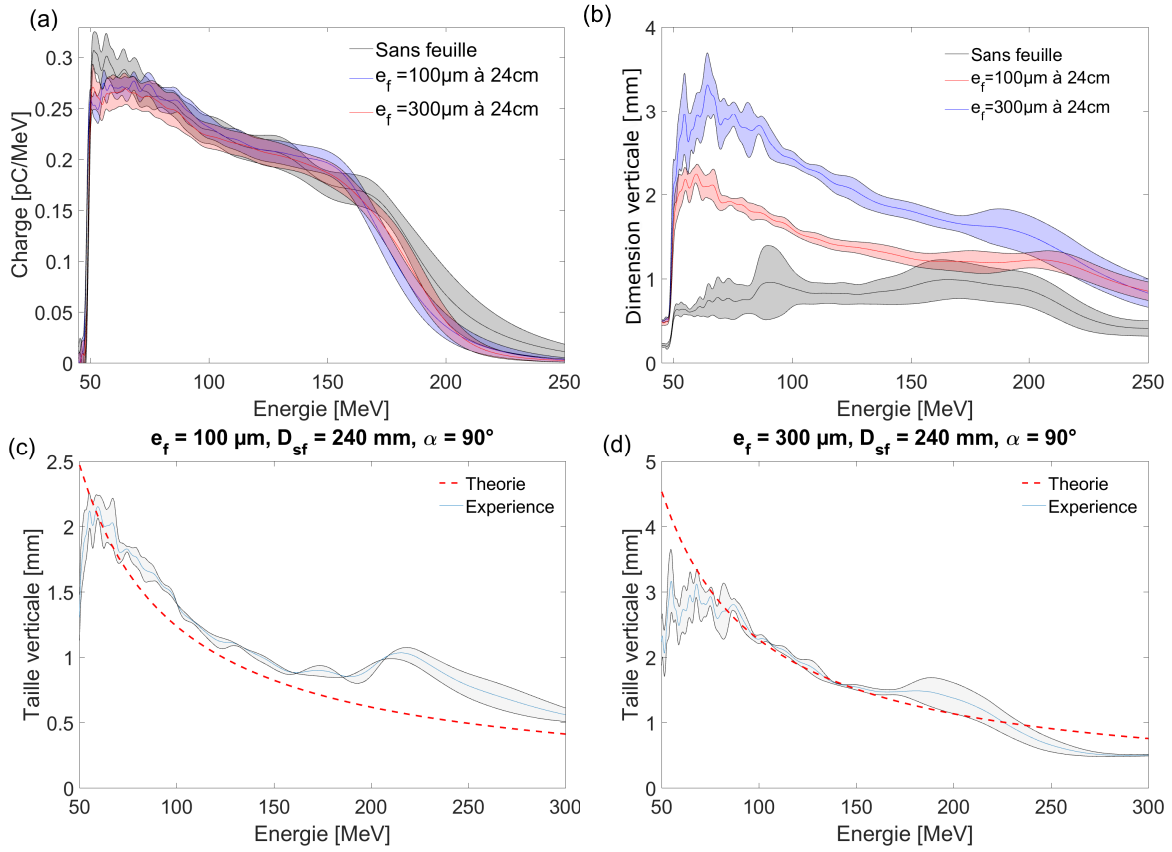 (a)
0.3
0.25
0.2
0.15
0.1
0.05
0
Charge [pC/MeV]
Sans feuille
e_f =100µm à 24cm
e_f =300µm à 24cm
50 100 150 200 250
Energie [MeV]
(b)
4
3
2
1
0
Dimension verticale [mm]
Sans feuille
e_f=100µm à 24cm
e_f=300µm à 24cm
50 100 150 200 250
Energie [MeV]
(c)
e_f = 100 µm, D_sf = 240 mm, α = 90°
2.5
2
1.5
1
0.5
0
Taille verticale [mm]
Theorie
Experience
50 100 150 200 250 300
Energie [MeV]
(d)
e_f = 300 µm, D_sf = 240 mm, α = 90°
5
4
3
2
1
0
Taille verticale [mm]
Theorie
Experience
50 100 150 200 250 300
Energie [MeV]